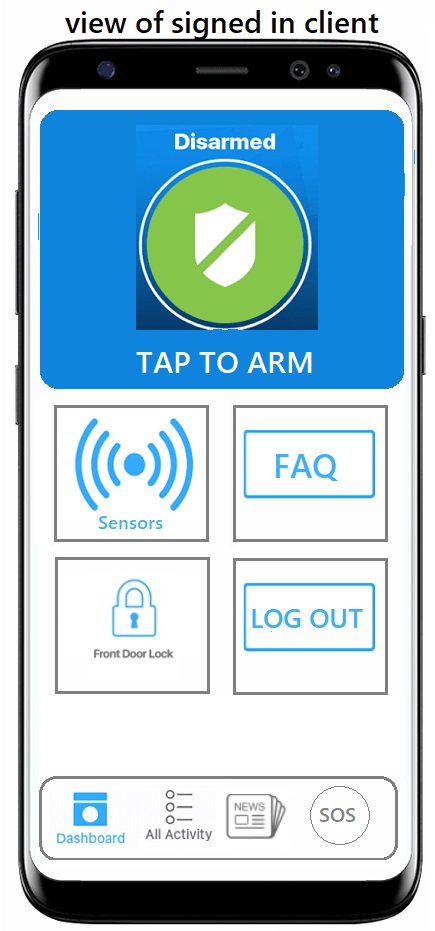 view of signed in client
Disarmed
TAP TO ARM
Sensors
FAQ
Front Door Lock
LOG OUT
Dashboard
All Activity
NEWS
SOS